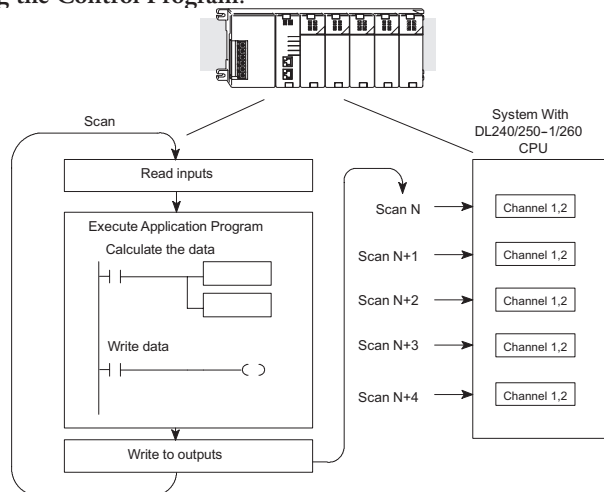 g the Control Program.
Scan
System With
DL240/250-1/260
CPU
Read inputs
Execute Application Program
Calculate the data
Write data
Write to outputs
Scan N
Channel 1,2
Scan N+1
Channel 1,2
Scan N+2
Channel 1,2
Scan N+3
Channel 1,2
Scan N+4
Channel 1,2